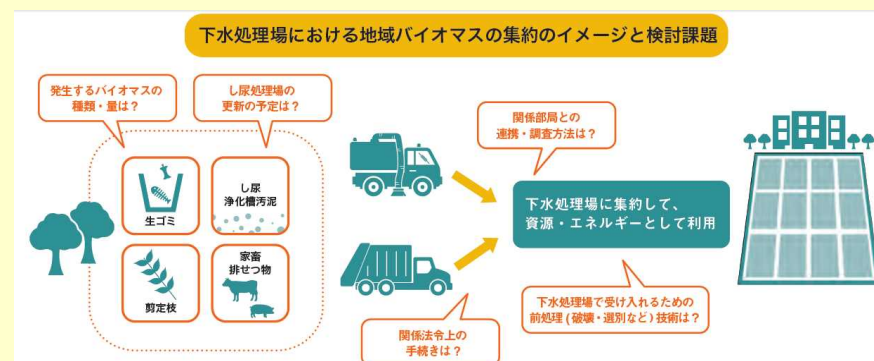 下水処理場における地域バイオマスの集約のイメージと検討課題
発生するバイオマスの
種類・量は？
し尿処理場の
更新の予定は？
関係部局との
連携・調査方法は？
生ゴミ
し尿
浄化槽汚泥
下水処理場に集約して、
資源・エネルギーとして利用
剪定枝
家畜
排せつ物
関係法令上の
手続きは？
下水処理場で受け入れるための
前処理(破壊・選別など)技術は？